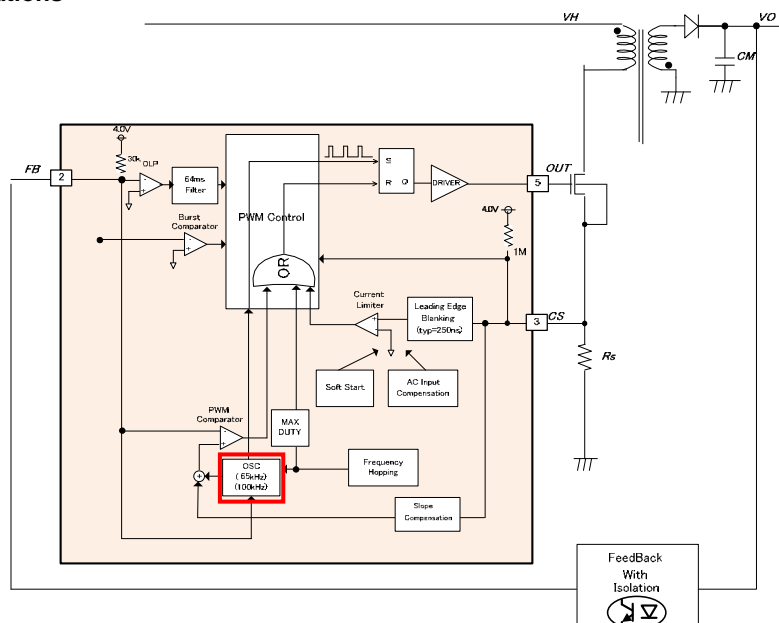 VH
VO
CM
4.0V
30k
OLP
FB
2
64ms
Filter
S
R Q
DRIVER
OUT
5
Burst
Comparator
PWM Control
4.0V
1M
OR
Current
Limiter
Leading Edge
Blanking
(typ=250ns)
3
CS
Rs
Soft Start
AC Input
Compensation
PWM
Comparator
MAX
DUTY
OSC
(65kHz)
(100kHz)
Frequency
Hopping
Slope
Compensation
FeedBack
With
Isolation